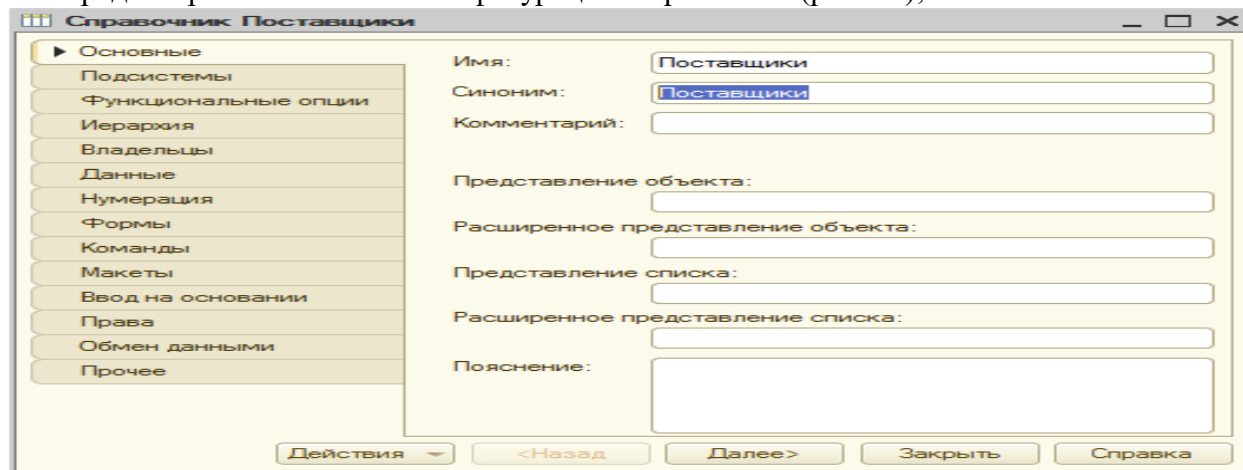 Справочник Поставщики
Основные
Подсистемы
Функциональные опции
Иерархия
Владельцы
Данные
Нумерация
Формы
Команды
Макеты
Ввод на основании
Права
Обмен данными
Прочее
Имя: Поставщики
Синоним: Поставщики
Комментарий:
Представление объекта:
Расширенное представление объекта:
Представление списка:
Расширенное представление списка:
Пояснение:
Действия <Назад Далее> Закрыть Справка